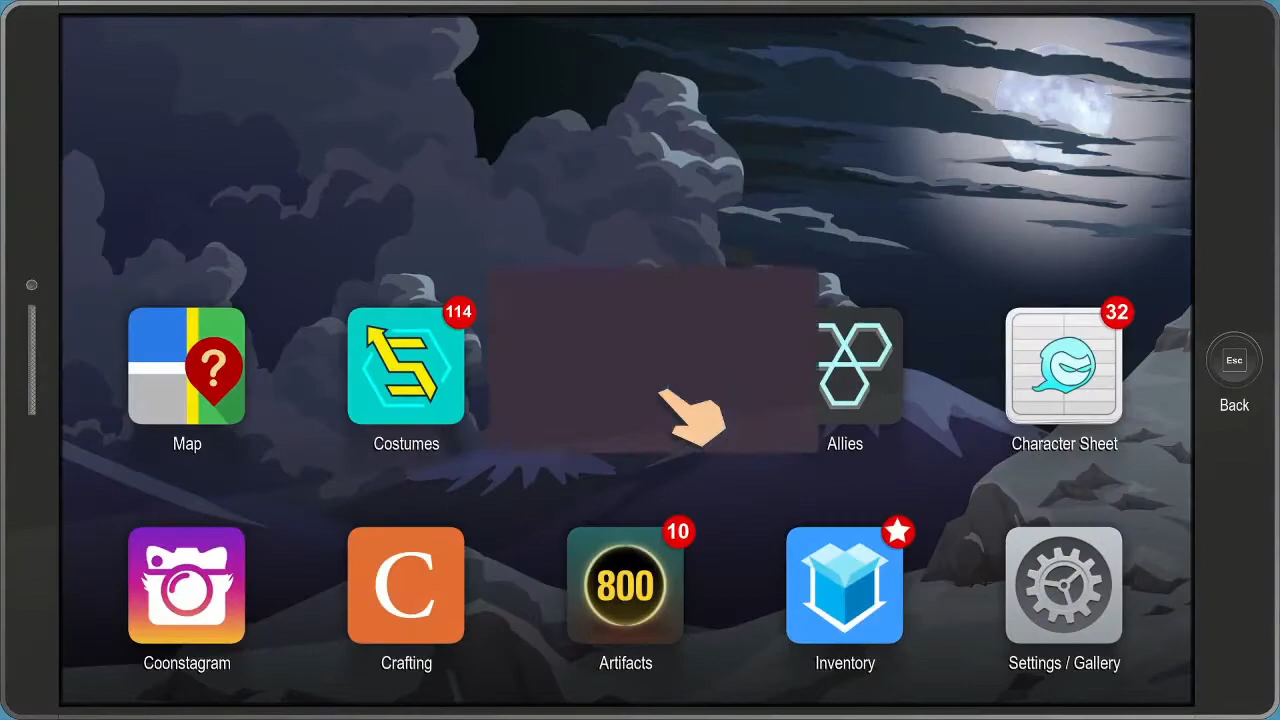 114
32
?
Map
Costumes
Allies
Character Sheet
Esc
Back
10
C
800
Coonstagram
Crafting
Artifacts
Inventory
Settings / Gallery